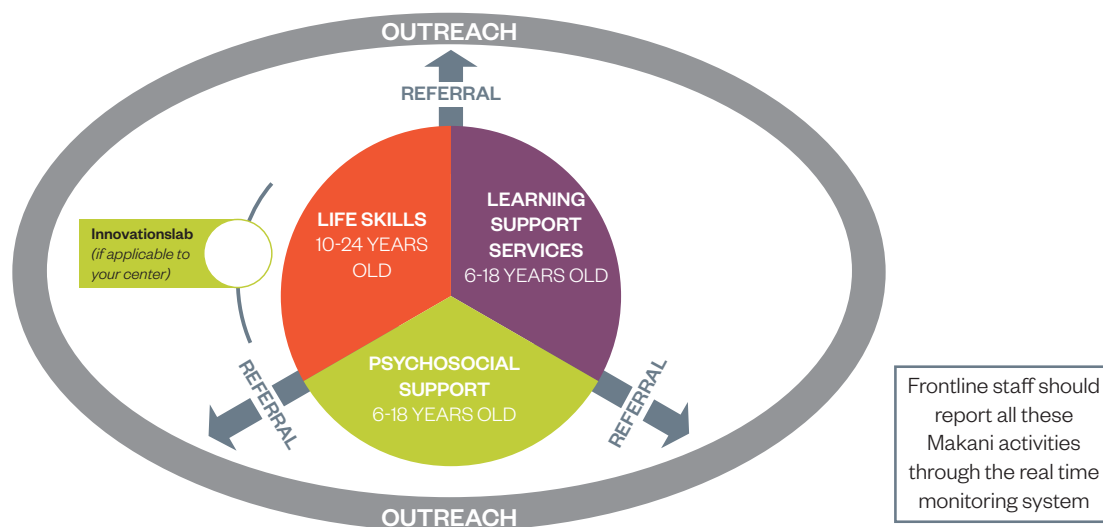 OUTREACH
REFERRAL
LIFE SKILLS
10-24 YEARS
OLD
LEARNING
SUPPORT
SERVICES
6-18 YEARS OLD
Innovationslab
(if applicable to
your center)
PSYCHOSOCIAL
SUPPORT
6-18 YEARS OLD
REFERRAL
REFERRAL
OUTREACH
Frontline staff should
report all these
Makani activities
through the real time
monitoring system